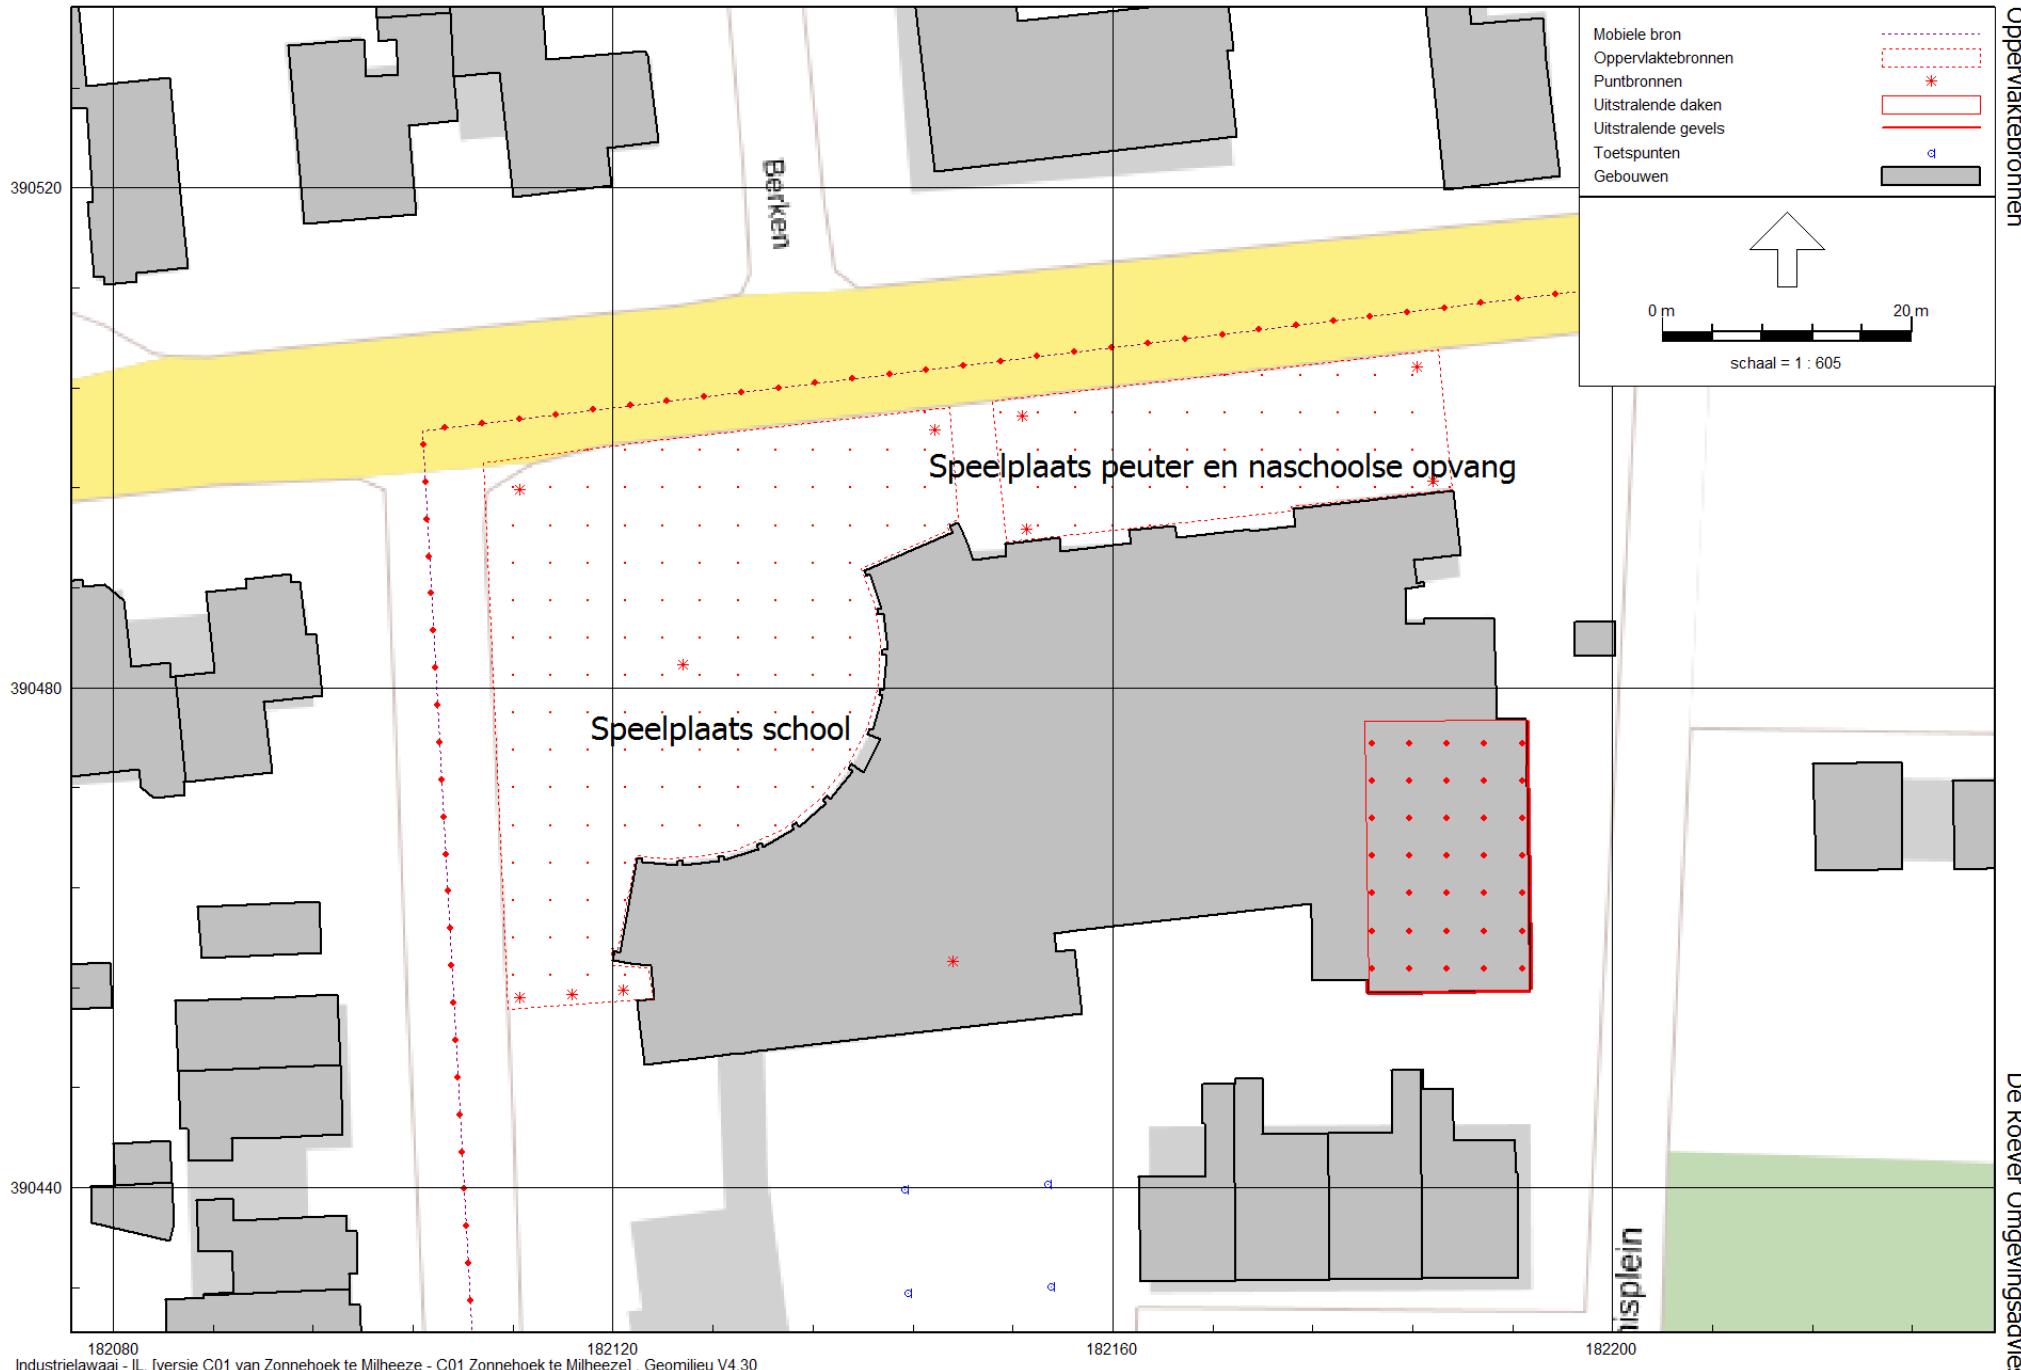 Mobiele bron
Oppervlaktebronnen
Puntbronnen
Uitstralende daken
Uitstralende gevels
Toetspunten
Gebouwen
Oppervlaktebronnen
0 m 20 m
schaal = 1 : 605
Berken
390520
Speelplaats peuter en naschoolse opvang
390480
Speelplaats school
390440
isplein
De Roever Omgevingsadvies
182080 182120 182160 182200
Industrielawaai - IL, [versie C01 van Zonnehoek te Milheeze - C01 Zonnehoek te Milheeze] , Geomilieu V4.30